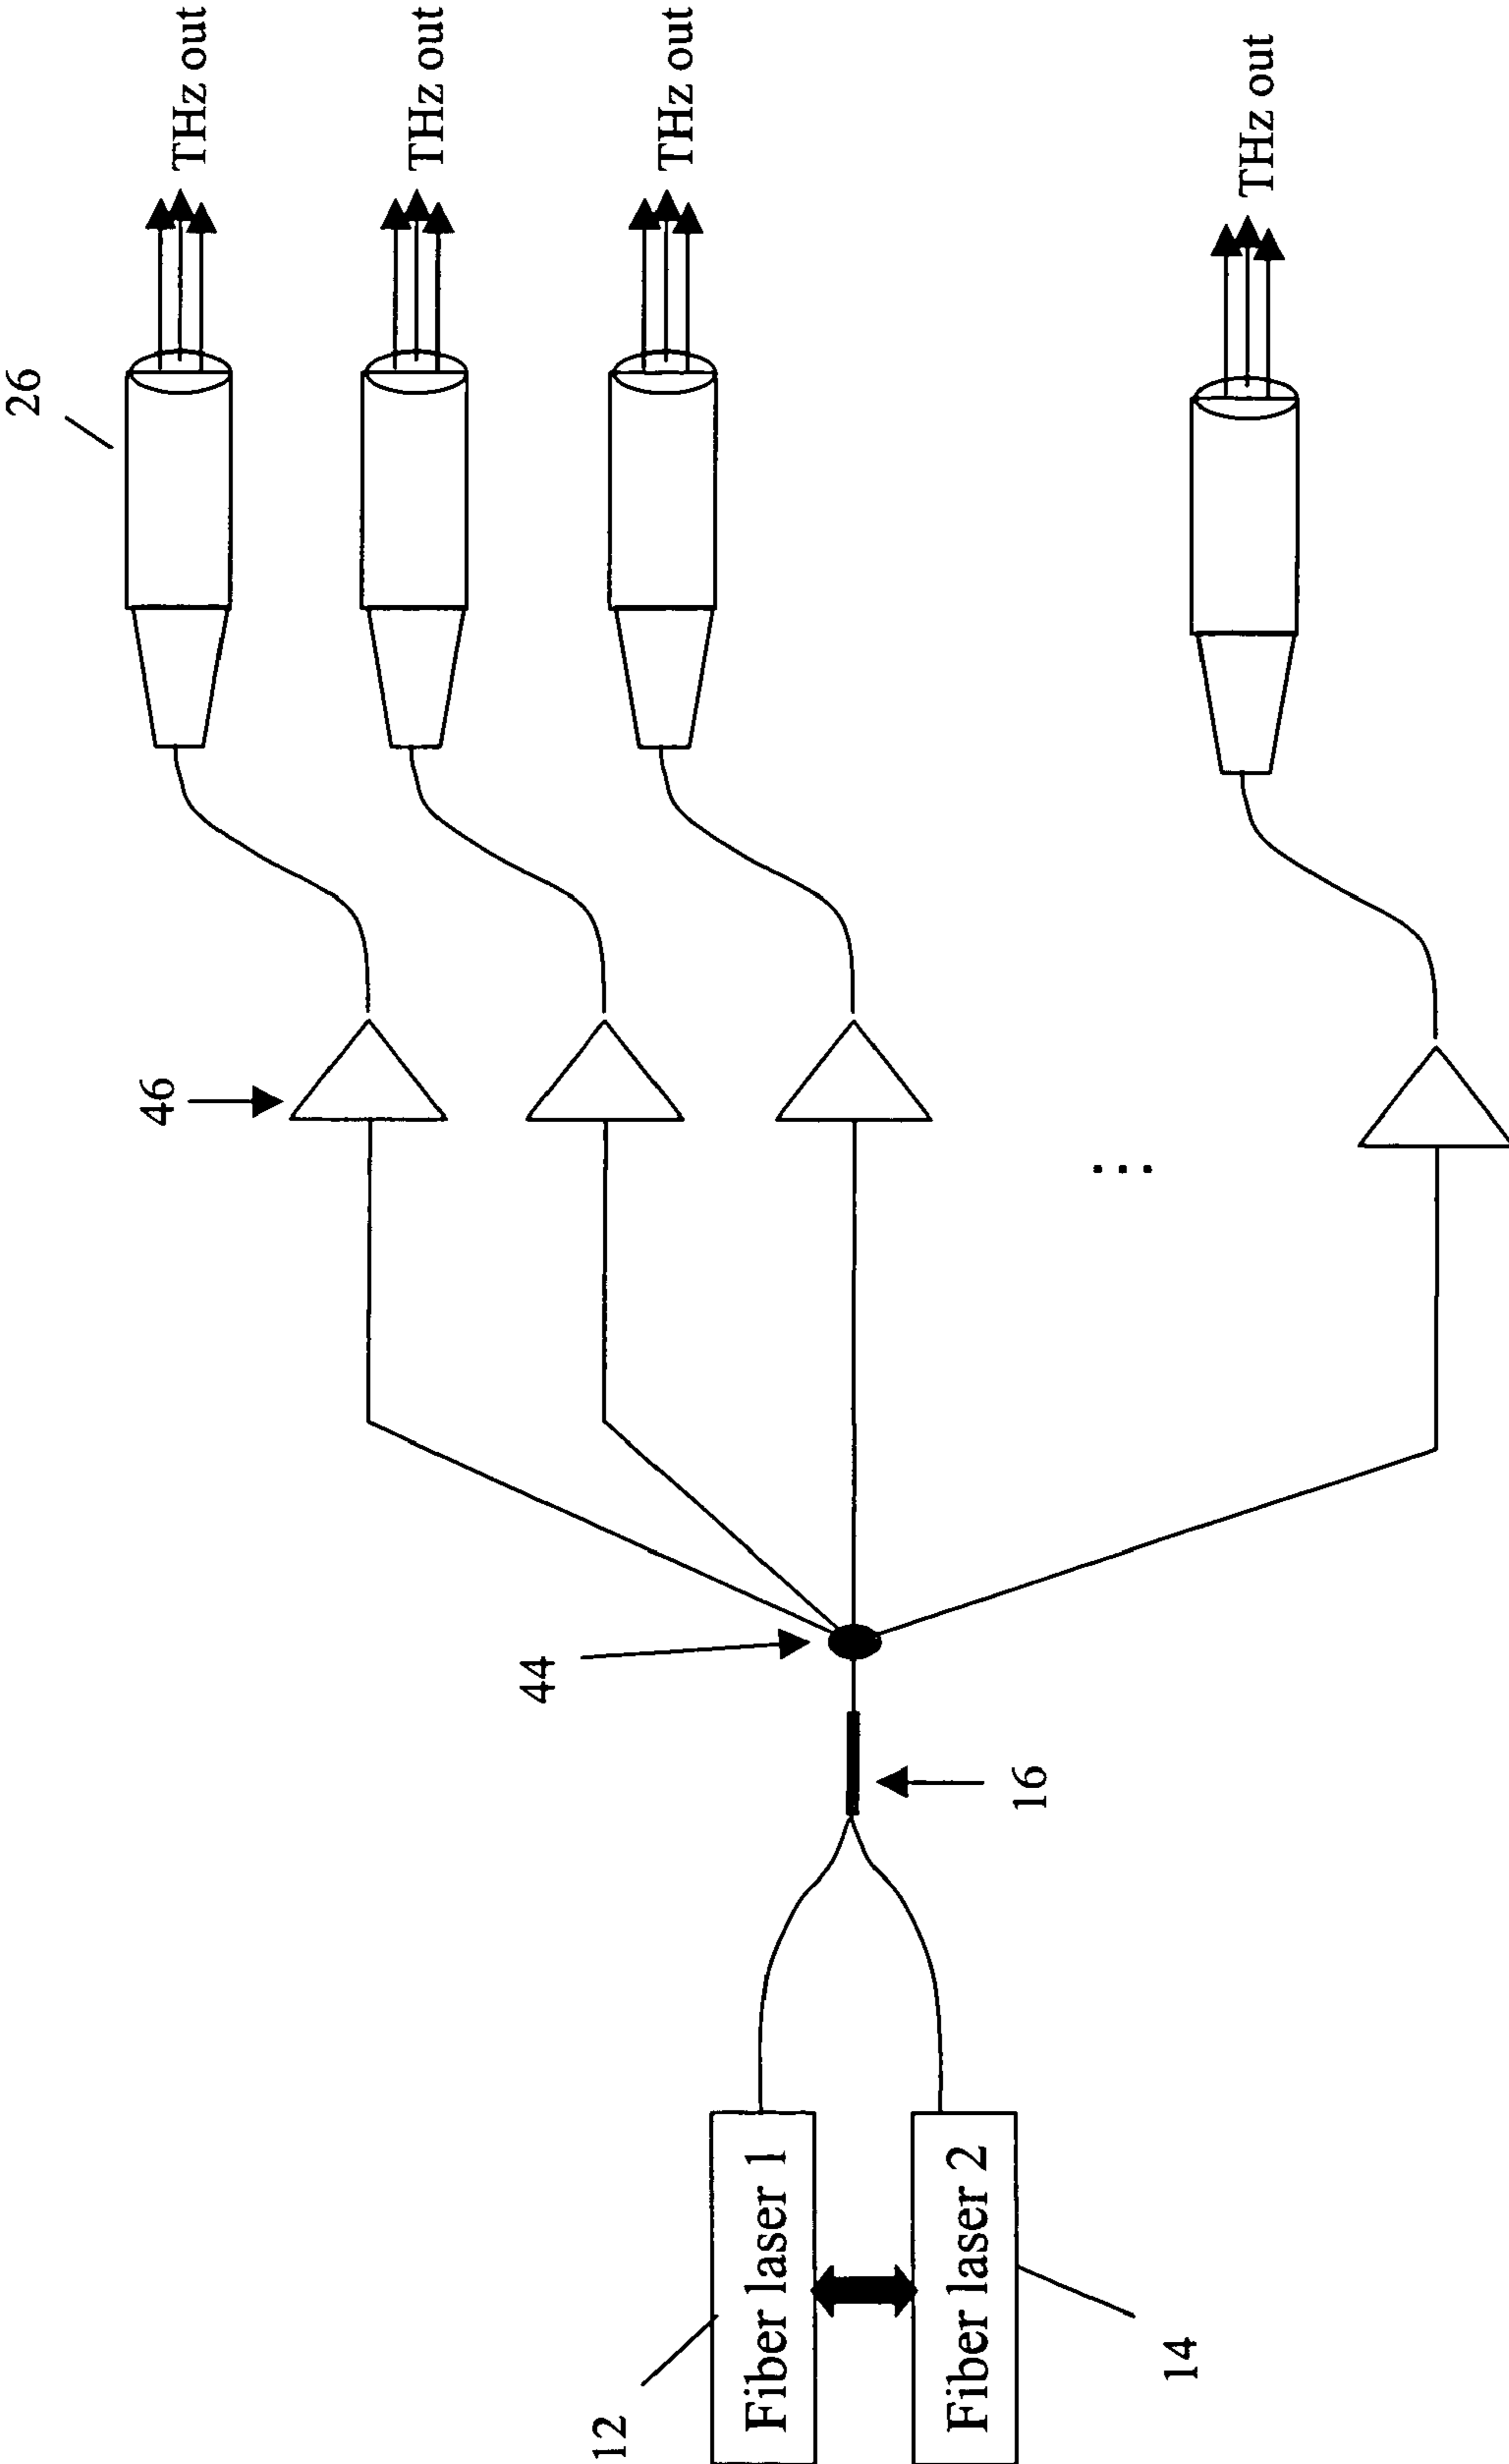 26
THz out
THz out
THz out
THz out
46
...
44
16
Fiber laser 1
Fiber laser 2
12
14